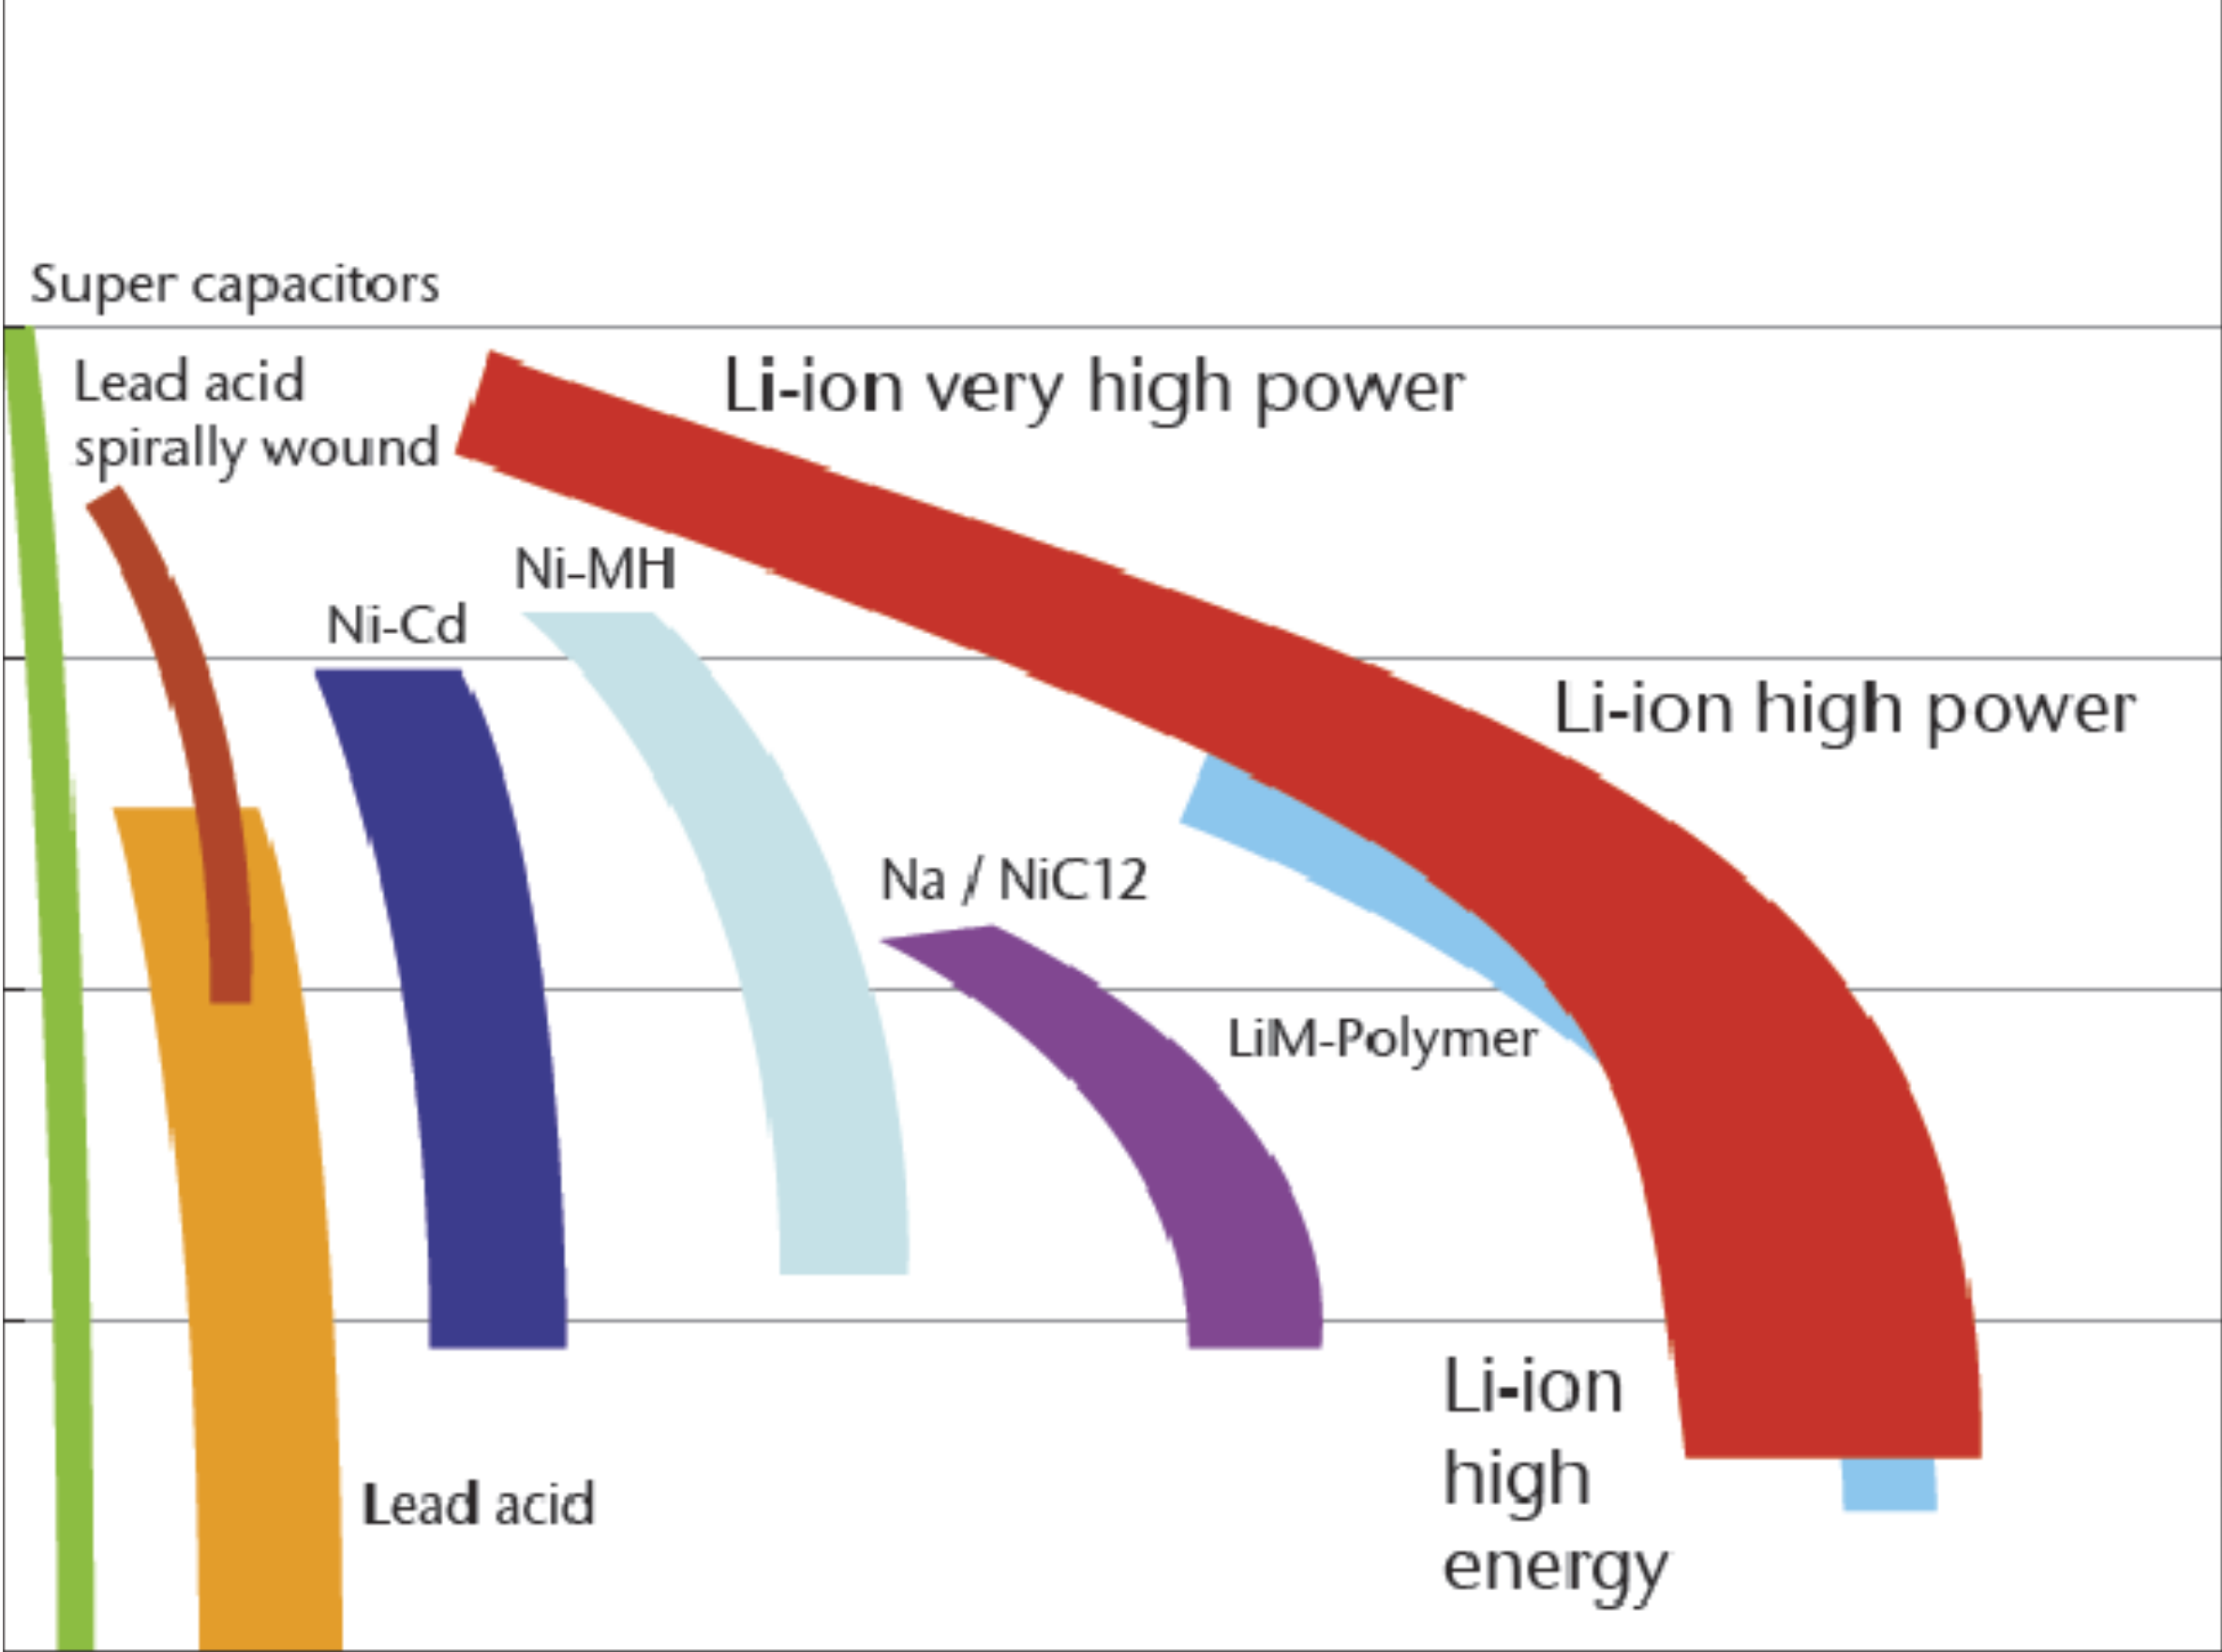 Super capacitors
Lead acid
spirally wound
Li-ion very high power
Ni-MH
Ni-Cd
Li-ion high power
Na / NiC12
LiM-Polymer
Li-ion
high
energy
Lead acid